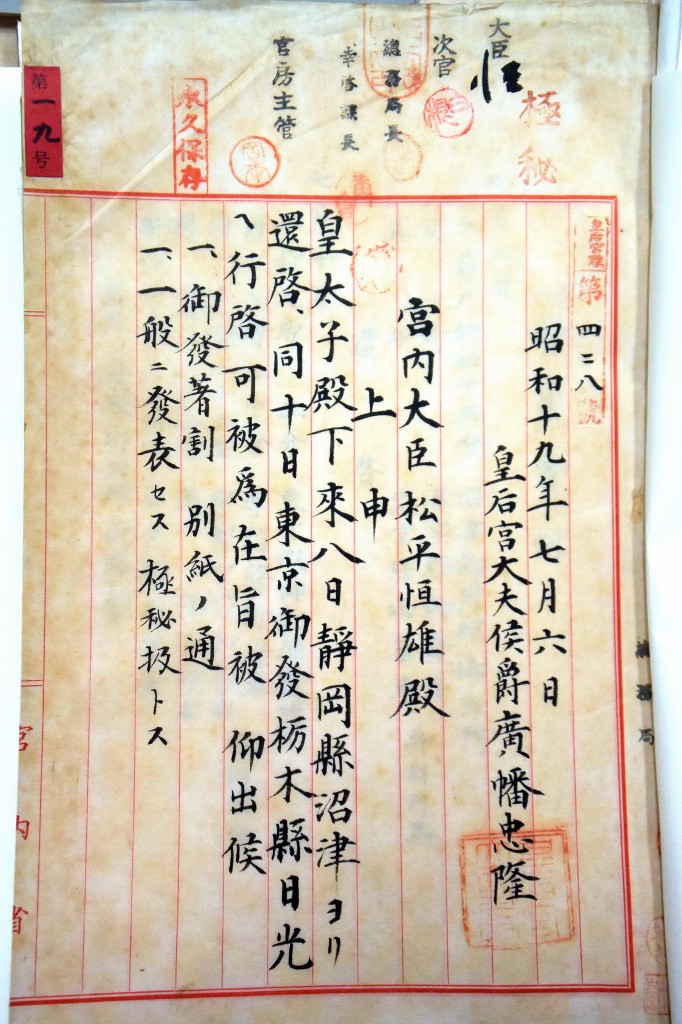 大臣
次官
總務局長
幸啓課長
官房主管
極秘
永久保存
第一九号
第四二八號
昭和十九年七月六日
皇后宮大夫侯爵廣幡忠隆
宮内大臣松平恒雄殿
上申
皇太子殿下來八日靜岡縣沼津ヨリ
還啓、同十日東京御發栃木縣日光
ヘ行啓可被爲在旨被 仰出候
一、御發著割 別紙ノ通
一、一般ニ發表セス極秘扱トス
總務局
宮内省